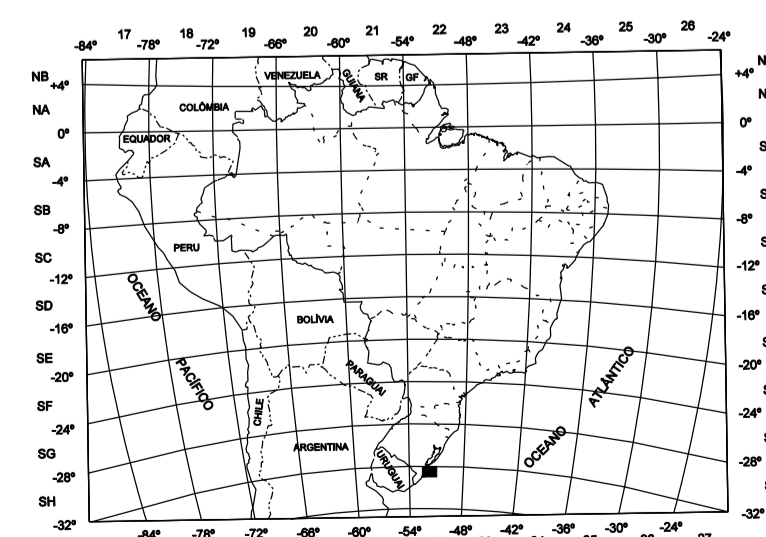 17 18 19 20 21 22 23 24 25 26 27 28
-84° -78° -72° -66° -60° -54° -48° -42° -36° -30° -24°
NB
+4°
NA
0°
SA
-4°
SB
-8°
SC
-12°
SD
-16°
SE
-20°
SF
-24°
SG
-28°
SH
-32°
VENEZUELA
GUIANA
SR
GF
COLÔMBIA
EQUADOR
PERU
BOLÍVIA
PARAGUAI
CHILE
ARGENTINA
URUGUAI
OCEANO
PACÍFICO
ATLÂNTICO
OCEANO
+4°
0°
-4°
-8°
-12°
-16°
-20°
-24°
-28°
-32°
-84° -78° -72° -66° -60° -54° -48° -42° -36° -30° -24°